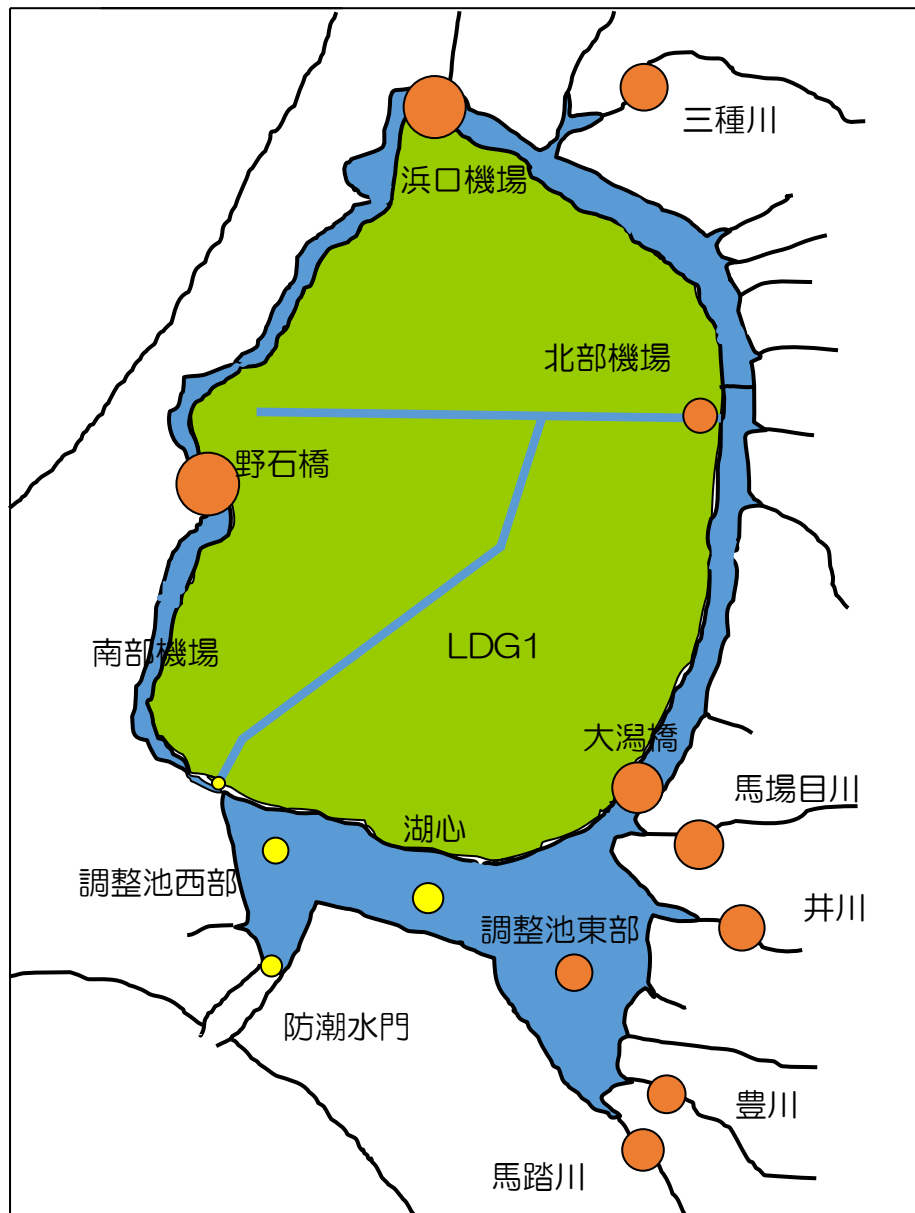 三種川
浜口機場
北部機場
野石橋
LDG1
南部機場
大潟橋
馬場目川
湖心
調整池西部
井川
調整池東部
防潮水門
豊川
馬踏川